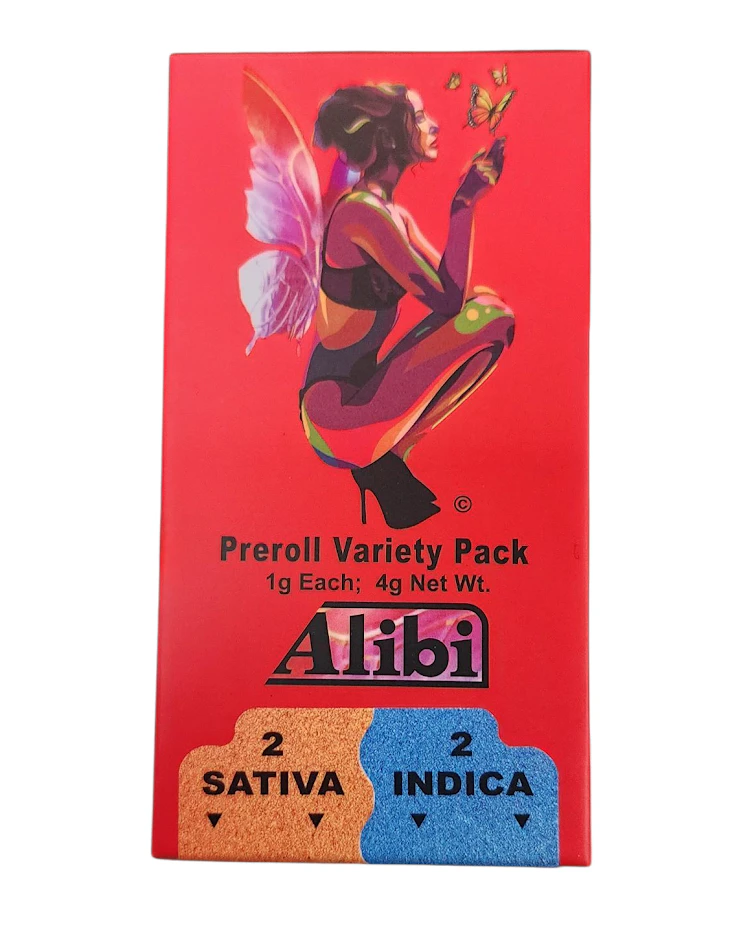 ©
Preroll Variety Pack
1g Each; 4g Net Wt.
Alibi
2
SATIVA
2
INDICA